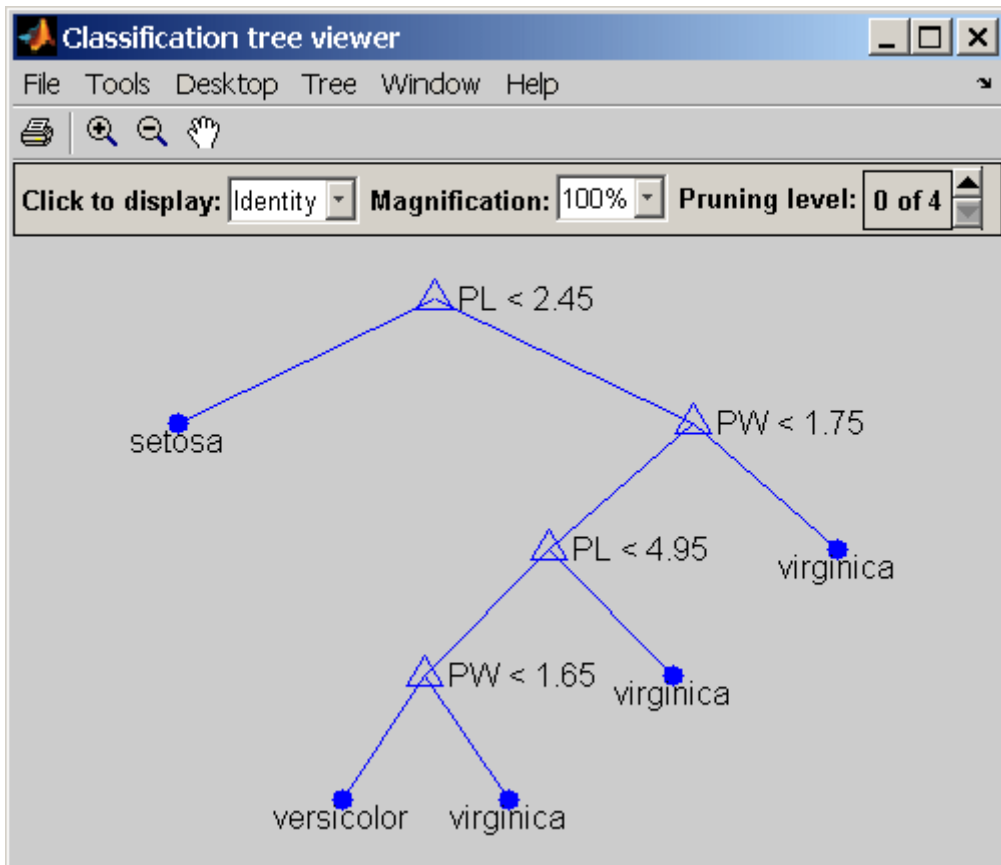 Classification tree viewer
File Tools Desktop Tree Window Help
Click to display: Identity Magnification: 100% Pruning level: 0 of 4
PL < 2.45
setosa
PW < 1.75
PL < 4.95
virginica
PW < 1.65
virginica
versicolor virginica